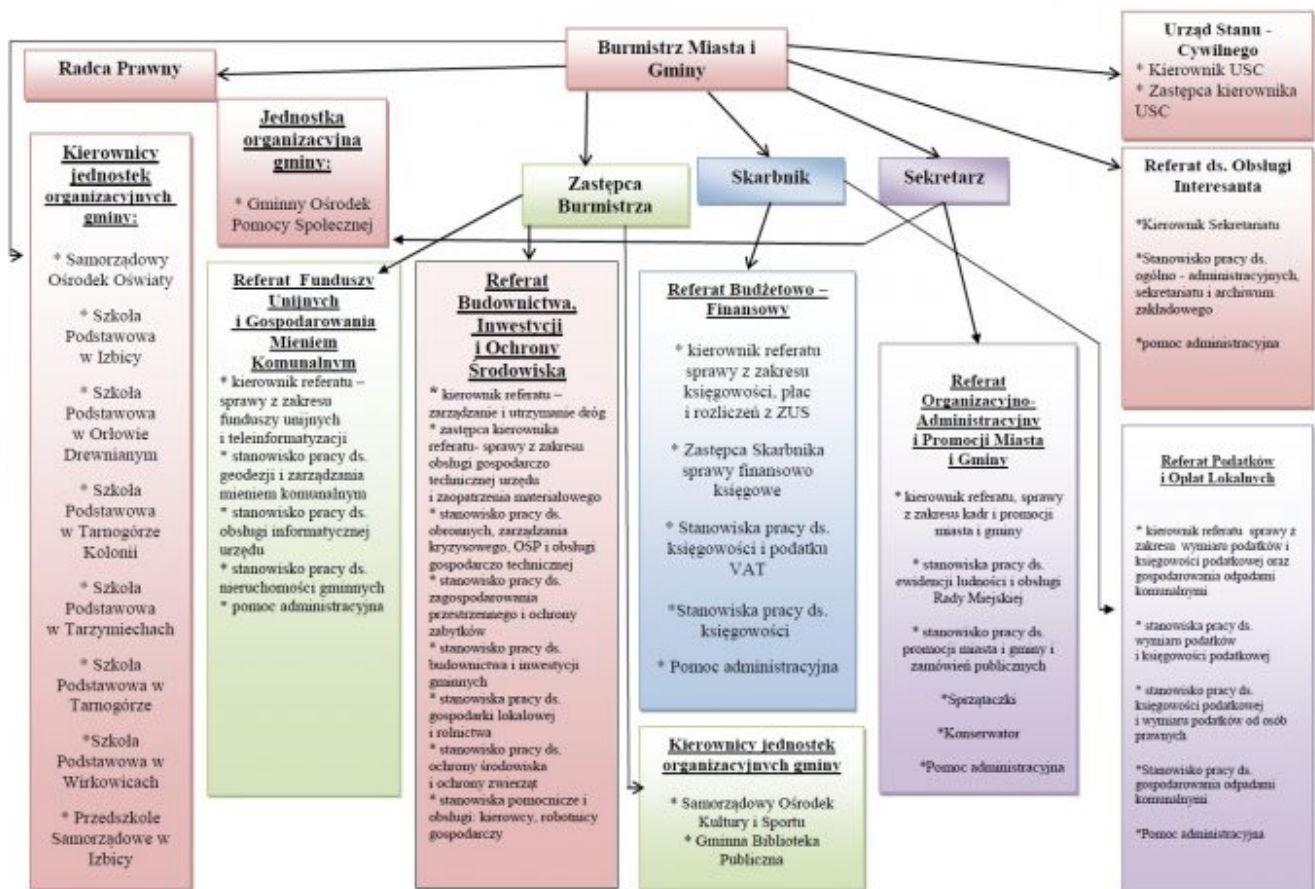 Burmistrz Miasta i
Gminy
Radca Prawny
Urząd Stanu -
Cywilnego
* Kierownik USC
* Zastępca kierownika
USC
Jednostka
organizacyjna
gminy:
* Gminny Ośrodek
Pomocy Społecznej
Zastępca
Burmistrza
Skarbnik
Sekretarz
Kierownicy
jednostek
organizacyjnych
gminy:
* Samorządowy
Ośrodek Oświaty
* Szkoła
Podstawowa
w Izbicy
* Szkoła
Podstawowa
w Orłowie
Drewnianym
* Szkoła
Podstawowa
w Tarnogórze
Kolonii
* Szkoła
Podstawowa
w Tarzymiechach
* Szkoła
Podstawowa w
Tarnogórze
*Szkoła
Podstawowa w
Wirkowicach
* Przedszkole
Samorządowe w
Izbicy
Referat ds. Obsługi
Interesanta
*Kierownik Sekretariatu
*Stanowisko pracy ds.
ogólno - administracyjnych,
sekretariatu i archiwum
zakładowego
*pomoc administracyjna
Referat Funduszy
Unijnych
i Gospodarowania
Mieniem
Komunalnym
* kierownik referatu –
sprawy z zakresu
funduszy unijnych
i teleinformatyzacji
* stanowisko pracy ds.
geodezji i zarządzania
mieniem komunalnym
* stanowisko pracy ds.
obsługi informatycznej
urzędu
* stanowisko pracy ds.
nieruchomości gminnych
* pomoc administracyjna
Referat
Budownictwa,
Inwestycji
i Ochrony
Środowiska
* kierownik referatu –
zarządzanie i utrzymanie dróg
* zastępca kierownika
referatu- sprawy z zakresu
obsługi gospodarczo
technicznej urzędu
i zaopatrzenia materiałowego
* stanowisko pracy ds.
obronnych, zarządzania
kryzysowego, OSP i obsługi
gospodarczo technicznej
* stanowisko pracy ds.
zagospodarowania
przestrzennego i ochrony
zabytków
* stanowisko pracy ds.
budownictwa i inwestycji
gminnych
* stanowiska pracy ds.
gospodarki lokalowej
i rolnictwa
* stanowisko pracy ds.
ochrony środowiska
i ochrony zwierząt
* stanowiska pomocnicze i
obsługi: kierowcy, robotnicy
gospodarczy
Referat Budżetowo –
Finansowy
* kierownik referatu
sprawy z zakresu
księgowości, płac
i rozliczeń z ZUS
* Zastępca Skarbnika
sprawy finansowo
księgowe
* Stanowiska pracy ds.
księgowości i podatku
VAT
*Stanowiska pracy ds.
księgowości
* Pomoc administracyjna
Kierownicy jednostek
organizacyjnych gminy
* Samorządowy Ośrodek
Kultury i Sportu
* Gminna Biblioteka
Publiczna
Referat
Organizacyjno-
Administracyjny
i Promocji Miasta
i Gminy
* kierownik referatu, sprawy
z zakresu kadr i promocji
miasta i gminy
* stanowiska pracy ds.
ewidencji ludności i obsługi
Rady Miejskiej
* stanowisko pracy ds.
promocji miasta i gminy i
zamówień publicznych
*Sprzątaczki
*Konserwator
*Pomoc administracyjna
Referat Podatków
i Opłat Lokalnych
* kierownik referatu sprawy z
zakresu wymiaru podatków i
księgowości podatkowej oraz
gospodarowania odpadami
komunalnymi
* stanowiska pracy ds.
wymiaru podatków
i księgowości podatkowej
* stanowisko pracy ds.
księgowości podatkowej
i wymiaru podatków od osób
prawnych
*Stanowisko pracy ds.
gospodarowania odpadami
komunalnymi
*Pomoc administracyjna